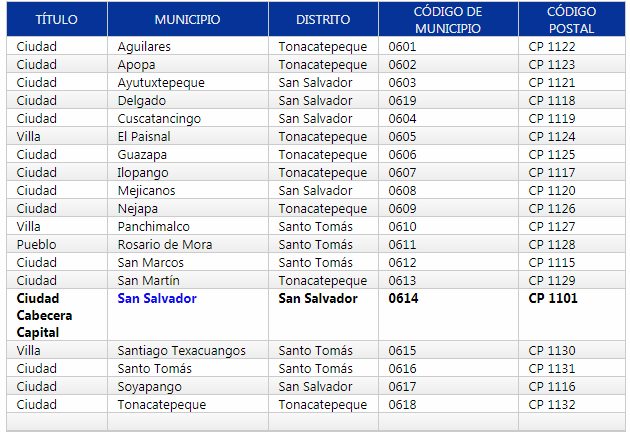 TÍTULO MUNICIPIO DISTRITO CÓDIGO DE MUNICIPIO CÓDIGO POSTAL
Ciudad Aguilares Tonacatepeque 0601 CP 1122
Ciudad Apopa Tonacatepeque 0602 CP 1123
Ciudad Ayutuxtepeque San Salvador 0603 CP 1121
Ciudad Delgado San Salvador 0619 CP 1118
Ciudad Cuscatancingo San Salvador 0604 CP 1119
Villa El Paisnal Tonacatepeque 0605 CP 1124
Ciudad Guazapa Tonacatepeque 0606 CP 1125
Ciudad Ilopango Tonacatepeque 0607 CP 1117
Ciudad Mejicanos San Salvador 0608 CP 1120
Ciudad Nejapa Tonacatepeque 0609 CP 1126
Villa Panchimalco Santo Tomás 0610 CP 1127
Pueblo Rosario de Mora Santo Tomás 0611 CP 1128
Ciudad San Marcos Santo Tomás 0612 CP 1115
Ciudad San Martín Tonacatepeque 0613 CP 1129
Ciudad San Salvador San Salvador 0614 CP 1101
Cabecera
Capital
Villa Santiago Texacuangos Santo Tomás 0615 CP 1130
Ciudad Santo Tomás Santo Tomás 0616 CP 1131
Ciudad Soyapango San Salvador 0617 CP 1116
Ciudad Tonacatepeque Tonacatepeque 0618 CP 1132